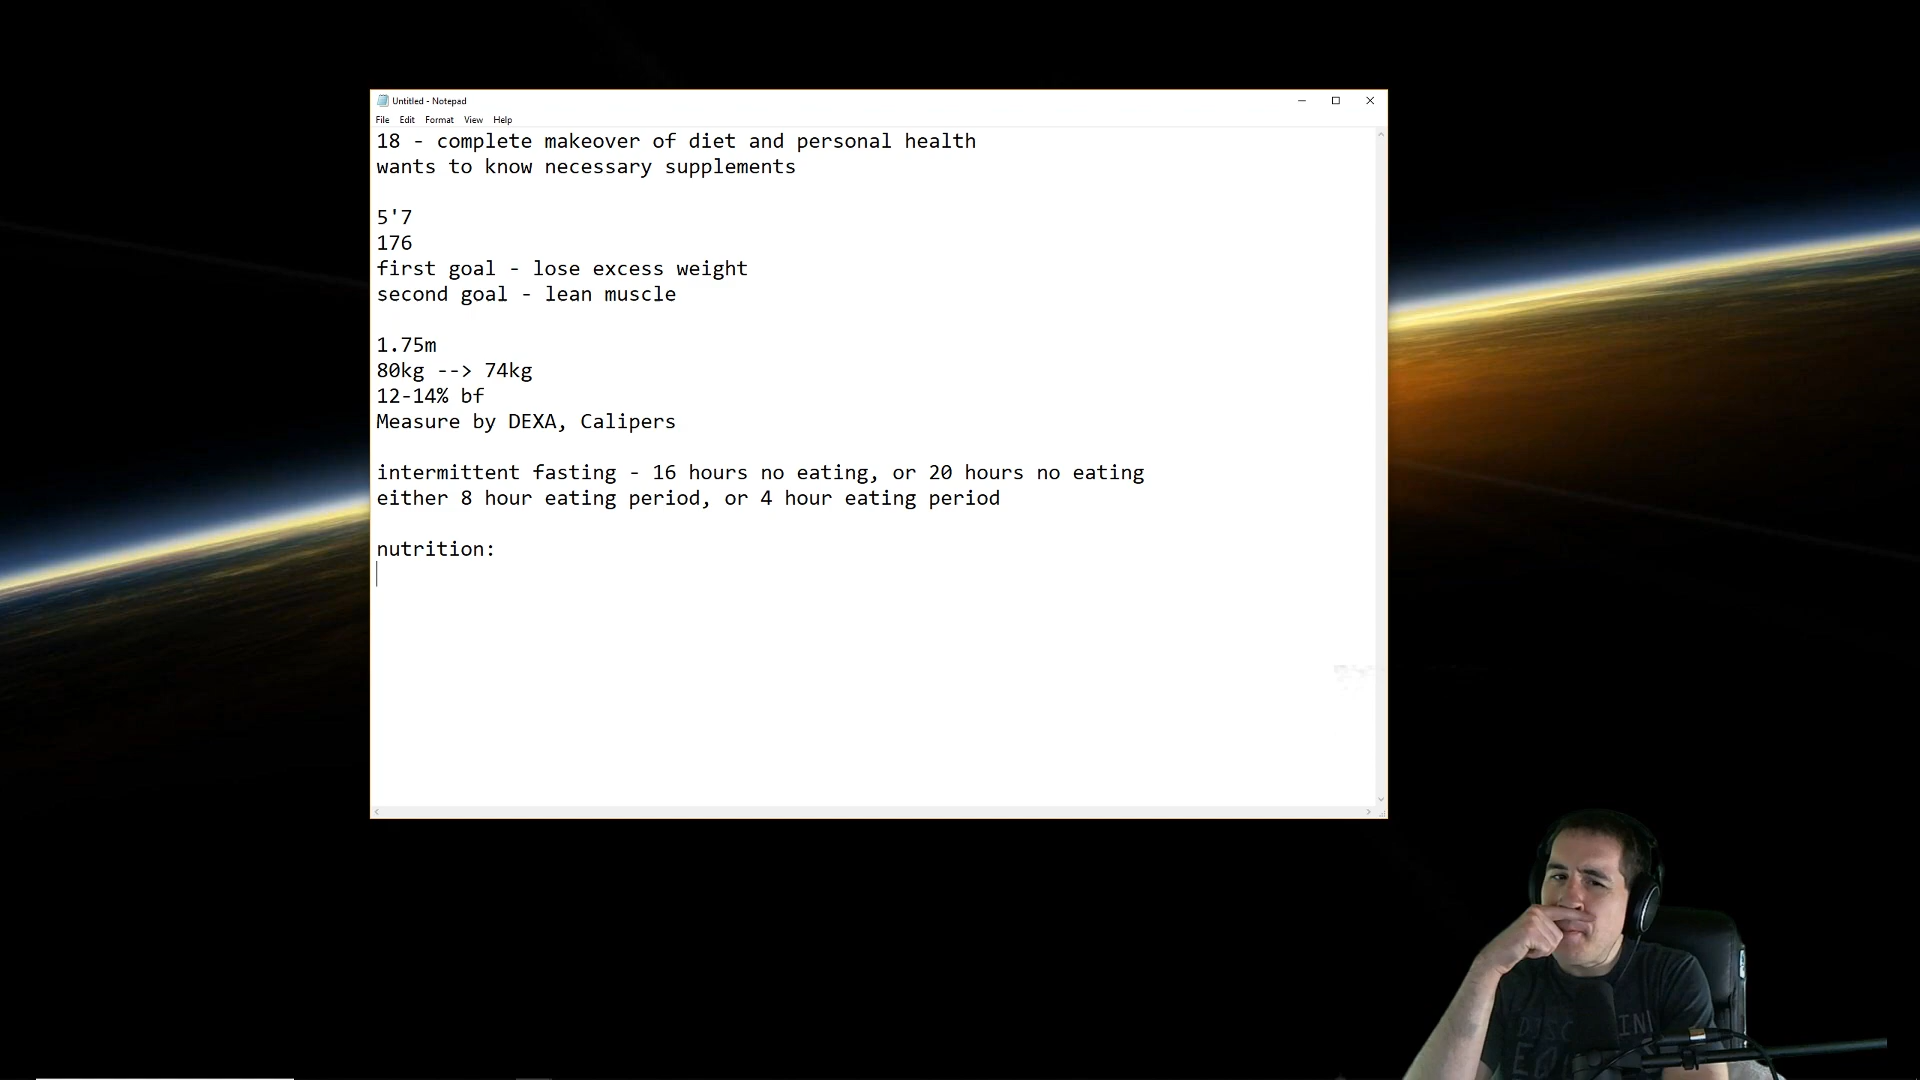 Untitled - Notepad
File Edit Format View Help
18 - complete makeover of diet and personal health
wants to know necessary supplements
5'7
176
first goal - lose excess weight
second goal - lean muscle
1.75m
80kg --> 74kg
12-14% bf
Measure by DEXA, Calipers
intermittent fasting - 16 hours no eating, or 20 hours no eating
either 8 hour eating period, or 4 hour eating period
nutrition: